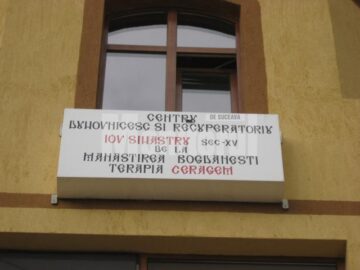 CENTRU
DUHOVNICESC SI RECUPERATORIU
IOV SIHASTRU SEC-XV
DE LA
MANASTIREA BOGDANESTI
TERAPIA CERAGEM
DE SUCEAVA